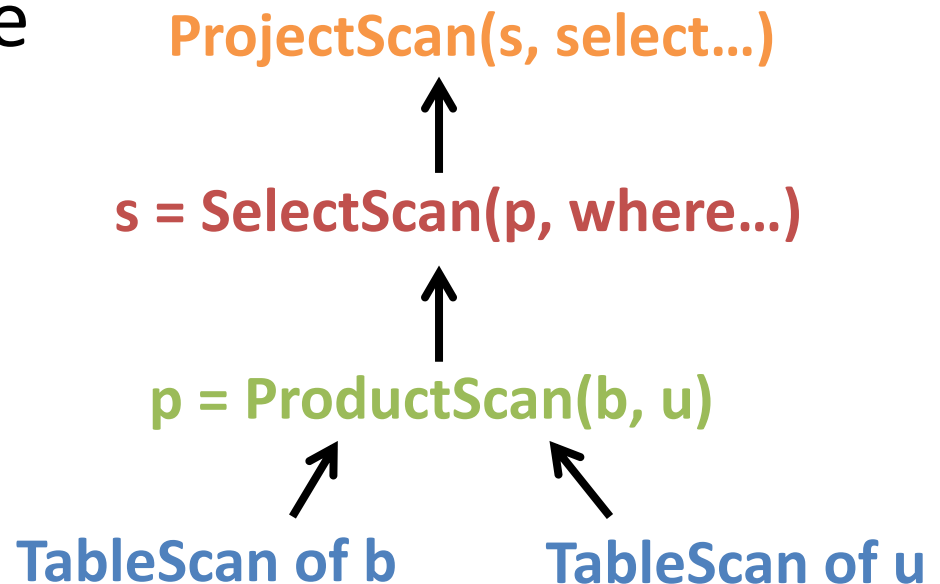 e
ProjectScan(s, select…)
s = SelectScan(p, where…)
p = ProductScan(b, u)
TableScan of b
TableScan of u